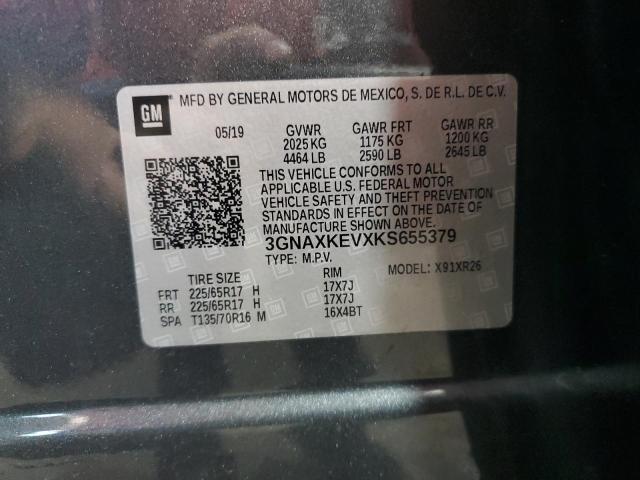 GM
MFD BY GENERAL MOTORS DE MEXICO, S. DE R.L. DE C.V.
05/19 GVWR GAWR FRT GAWR RR
2025 KG 1175 KG 1200 KG
4464 LB 2590 LB 2645 LB
THIS VEHICLE CONFORMS TO ALL
APPLICABLE U.S. FEDERAL MOTOR
VEHICLE SAFETY AND THEFT PREVENTION
STANDARDS IN EFFECT ON THE DATE OF
MANUFACTURE SHOWN ABOVE.
3GNAXKEVXKS655379
TYPE: M.P.V. MODEL: X91XR26
TIRE SIZE RIM
FRT 225/65R17 H 17X7J
RR 225/65R17 H 17X7J
SPA T135/70R16 M 16X4BT